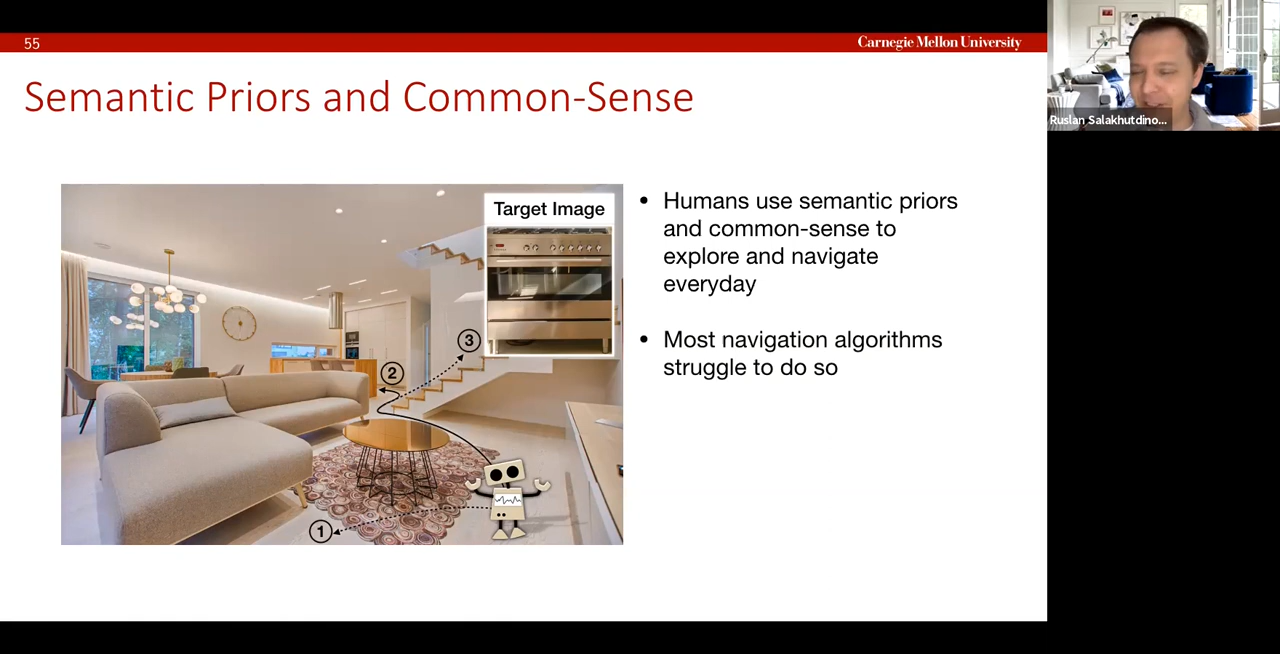 55
Carnegie Mellon University
Semantic Priors and Common-Sense
Target Image
• Humans use semantic priors
and common-sense to
explore and navigate
everyday
• Most navigation algorithms
struggle to do so
3
2
1
Ruslan Salakhutdino...